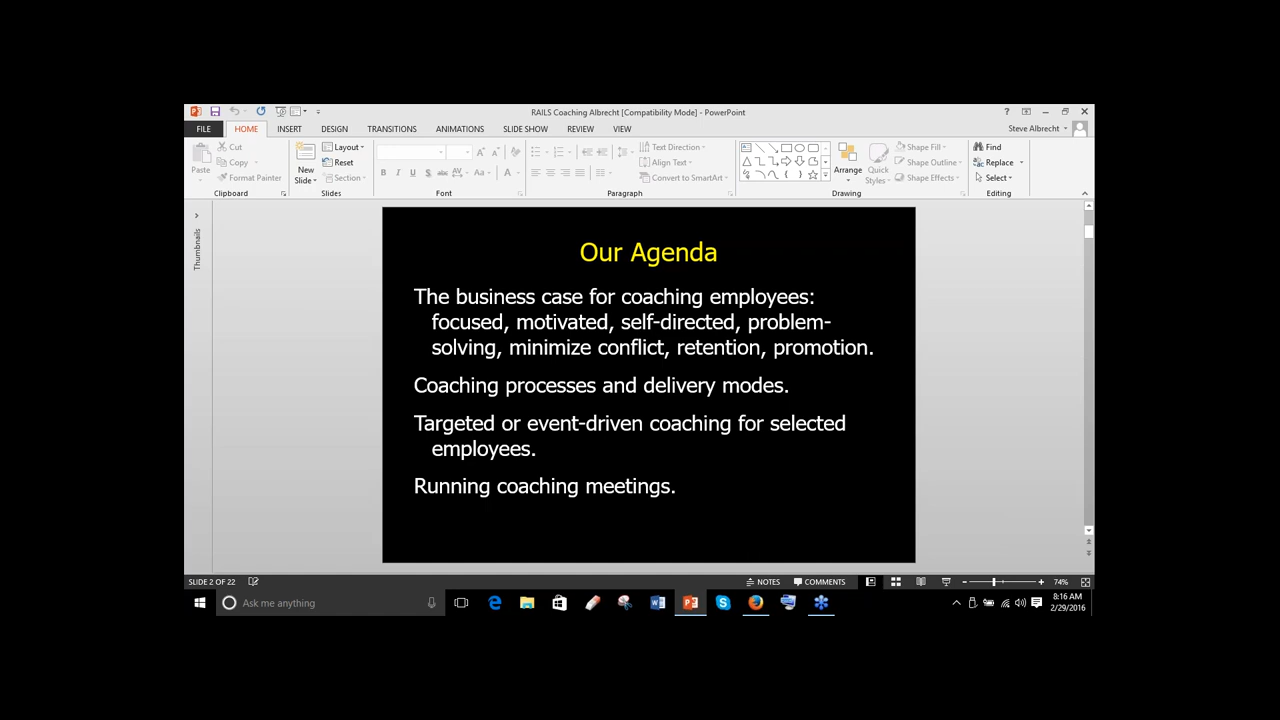 RAILS Coaching Albrecht [Compatibility Mode] - PowerPoint
?
FILE HOME INSERT DESIGN TRANSITIONS ANIMATIONS SLIDE SHOW REVIEW VIEW Steve Albrecht
Paste
Cut
Copy
Format Painter
Clipboard
New
Slide
Layout
Reset
Section
Slides
B I U S abc AV Aa A
A A
Font
Text Direction
Align Text
Convert to SmartArt
Paragraph
Arrange
Quick
Styles
Shape Fill
Shape Outline
Shape Effects
Drawing
Find
Replace
Select
Editing
Thumbnails
Our Agenda
The business case for coaching employees:
focused, motivated, self-directed, problem-
solving, minimize conflict, retention, promotion.
Coaching processes and delivery modes.
Targeted or event-driven coaching for selected
employees.
Running coaching meetings.
SLIDE 2 OF 22 NOTES COMMENTS 74%
Ask me anything
8:16 AM
2/29/2016